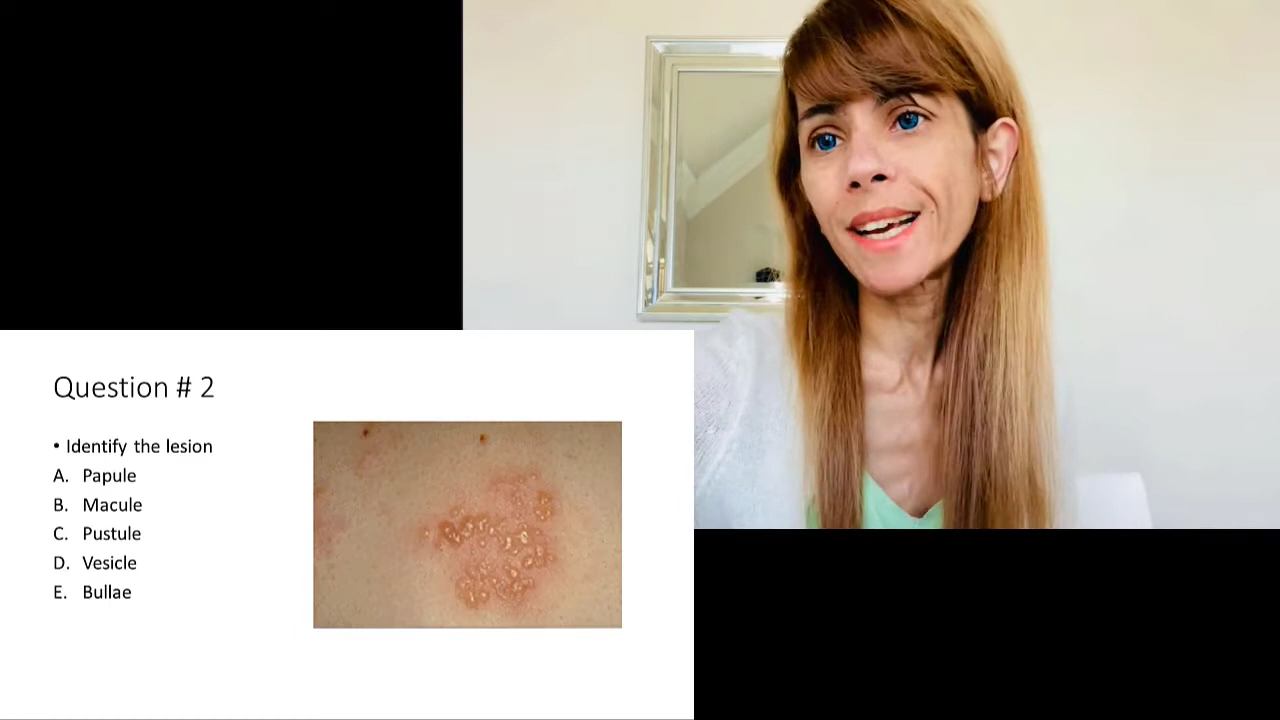 Question # 2
• Identify the lesion
A. Papule
B. Macule
C. Pustule
D. Vesicle
E. Bullae